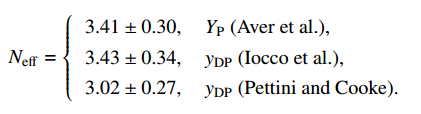 3.41 ± 0.30, Y_P (Aver et al.),
N_eff = { 3.43 ± 0.34, y_DP (Iocco et al.),
3.02 ± 0.27, y_DP (Pettini and Cooke).